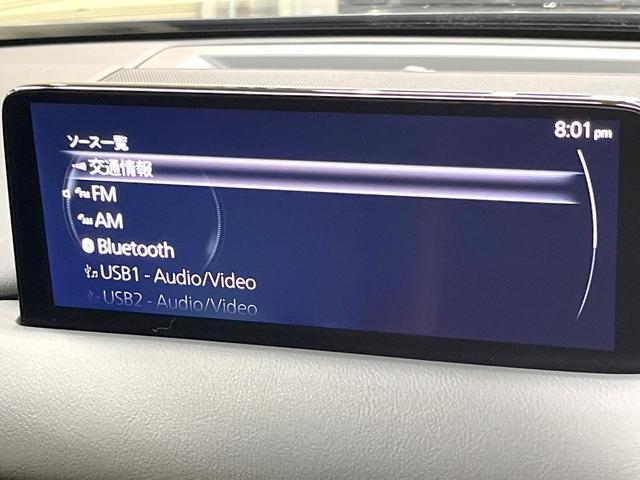 8:01 pm
ソース一覧
交通情報
FM
AM
Bluetooth
USB1 - Audio/Video
USB2 - Audio/Video